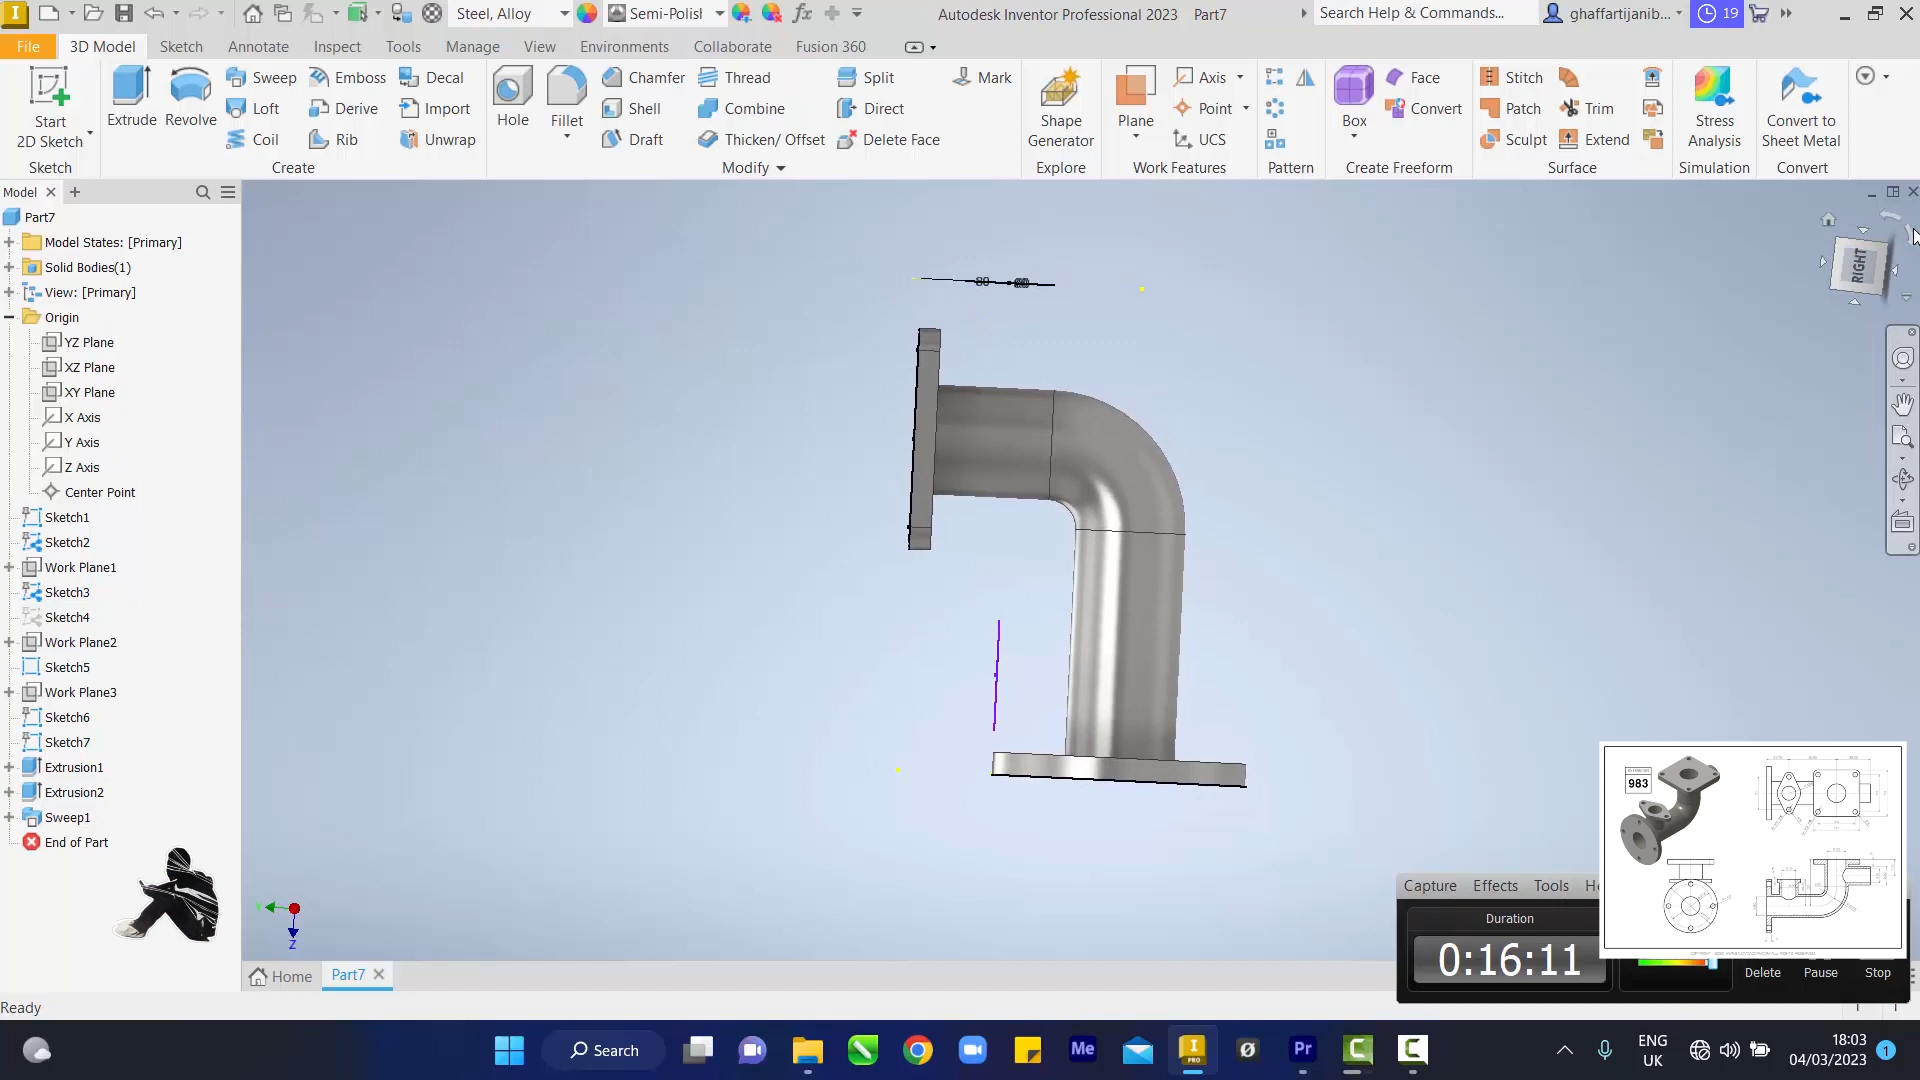 Steel, Alloy
Semi-Polish
Autodesk Inventor Professional 2023 Part7
Search Help & Commands...
ghaffartijanib...
19
File 3D Model Sketch Annotate Inspect Tools Manage View Environments Collaborate Fusion 360
Start
2D Sketch
Sketch
Extrude
Revolve
Sweep
Loft
Coil
Emboss
Derive
Rib
Decal
Import
Unwrap
Create
Hole
Fillet
Chamfer
Shell
Draft
Thread
Combine
Thicken/ Offset
Split
Direct
Delete Face
Mark
Modify
Shape
Generator
Explore
Plane
Axis
Point
UCS
Work Features
Pattern
Box
Face
Convert
Create Freeform
Stitch
Patch
Sculpt
Trim
Extend
Surface
Stress
Analysis
Simulation
Convert to
Sheet Metal
Convert
Model
Part7
Model States: [Primary]
Solid Bodies(1)
View: [Primary]
Origin
YZ Plane
XZ Plane
XY Plane
X Axis
Y Axis
Z Axis
Center Point
Sketch1
Sketch2
Work Plane1
Sketch3
Sketch4
Work Plane2
Sketch5
Work Plane3
Sketch6
Sketch7
Extrusion1
Extrusion2
Sweep1
End of Part
80
RIGHT
Y
Z
983
Capture Effects Tools He
Duration
0:16:11
Delete Pause Stop
Home Part7
Ready
Search
Me
PRO
Pr
ENG
UK
18:03
04/03/2023
1